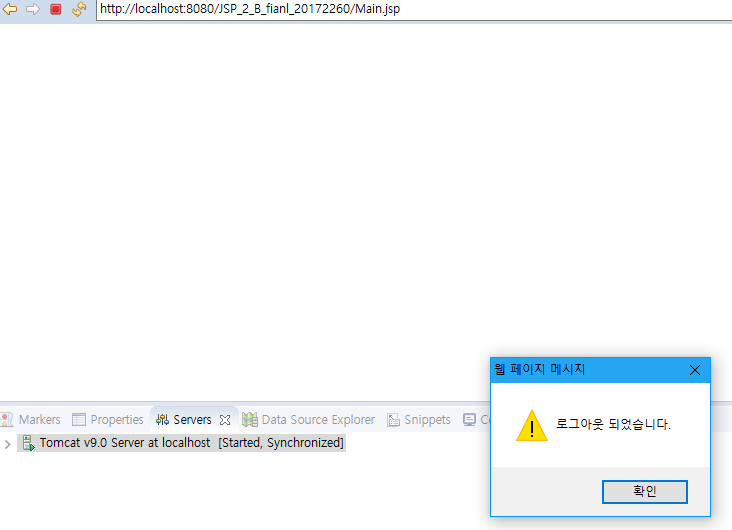 http://localhost:8080/JSP_2_B_fianl_20172260/Main.jsp
웹 페이지 메시지
로그아웃 되었습니다.
확인
Markers Properties Servers Data Source Explorer Snippets
Tomcat v9.0 Server at localhost [Started, Synchronized]